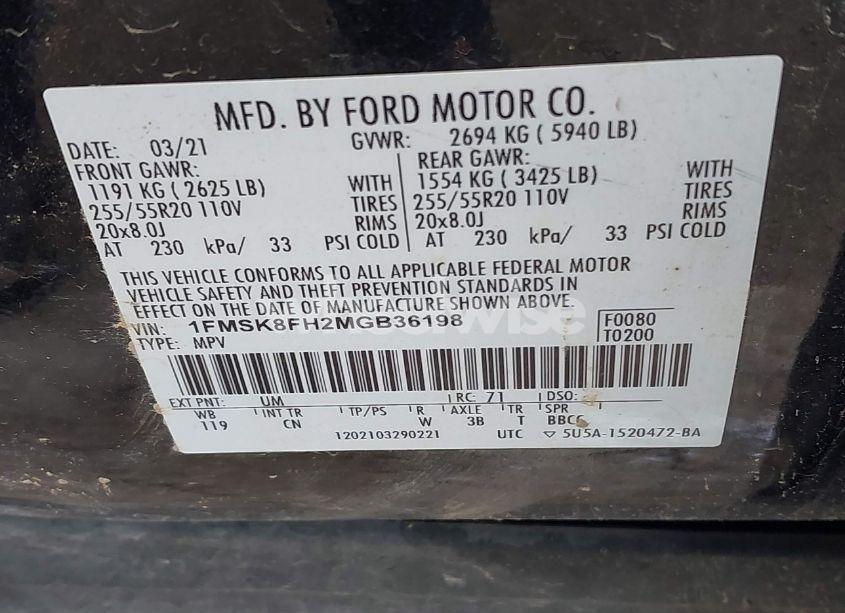 MFD. BY FORD MOTOR CO.
DATE: 03/21 GVWR: 2694 KG ( 5940 LB)
FRONT GAWR: REAR GAWR:
1191 KG ( 2625 LB) WITH 1554 KG ( 3425 LB) WITH
255/55R20 110V TIRES 255/55R20 110V TIRES
20x8.0J RIMS 20x8.0J RIMS
AT 230 kPa/ 33 PSI COLD AT 230 kPa/ 33 PSI COLD
THIS VEHICLE CONFORMS TO ALL APPLICABLE FEDERAL MOTOR
VEHICLE SAFETY AND THEFT PREVENTION STANDARDS IN
EFFECT ON THE DATE OF MANUFACTURE SHOWN ABOVE.
VIN: 1FMSK8FH2MGB36198 F0080
TYPE: MPV T0200
EXT PNT: UM RC: 71 DSO:
WB INT TR TP/PS R AXLE TR SPR
119 CN W 3B T
1202103290221 UTC ▽ 5U5A-1520472-BA